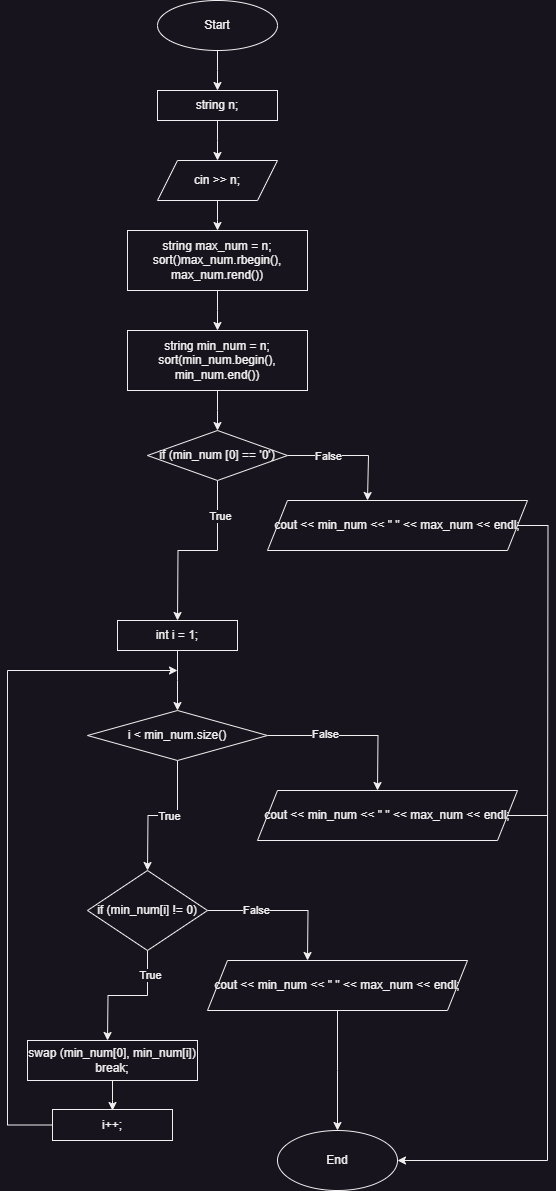 Start
string n;
cin >> n;
string max_num = n;
sort()max_num.rbegin(),
max_num.rend())
string min_num = n;
sort(min_num.begin(),
min_num.end())
if (min_num [0] == '0')
False
True
cout << min_num << " " << max_num << endl;
int i = 1;
i < min_num.size()
False
cout << min_num << " " << max_num << endl;
True
if (min_num[i] != 0)
False
True
cout << min_num << " " << max_num << endl;
swap (min_num[0], min_num[i])
break;
i++;
End